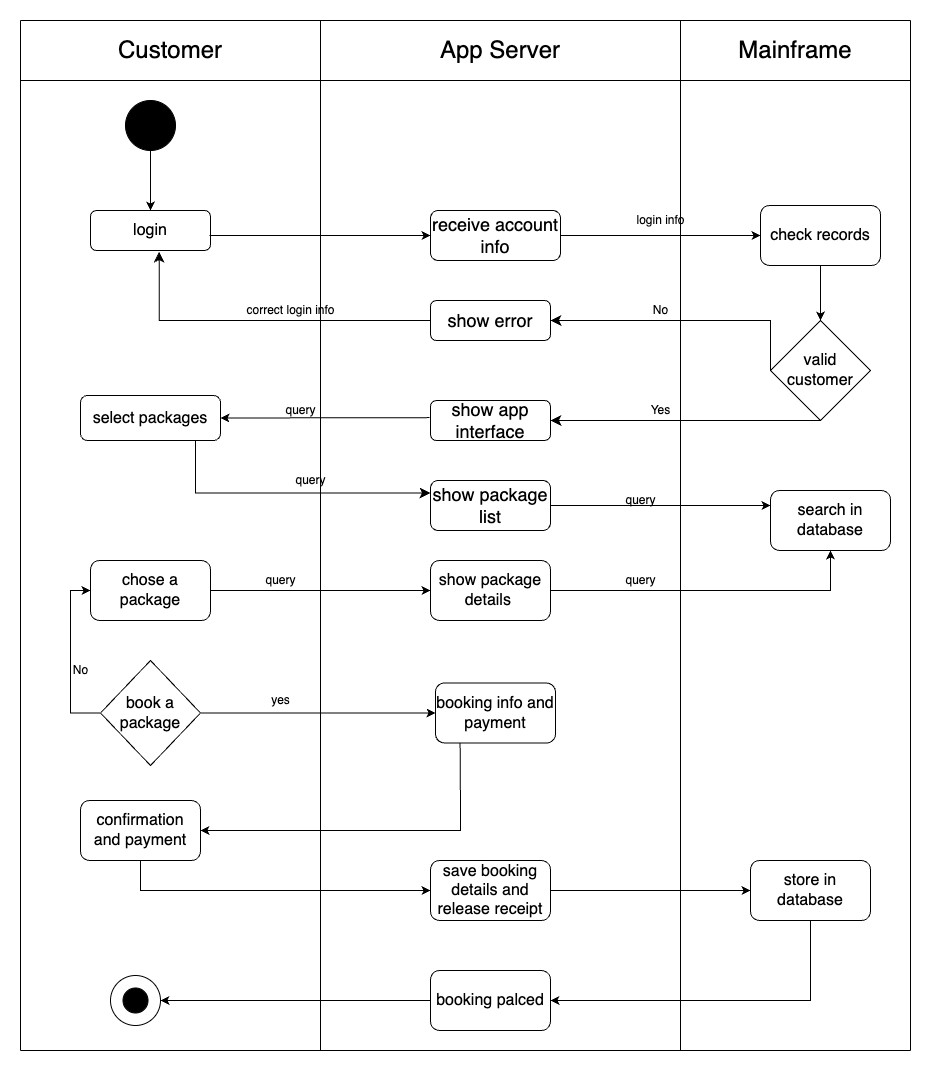 Customer
App Server
Mainframe
login
receive account
info
login info
check records
correct login info
show error
No
valid
customer
select packages
query
show app
interface
Yes
query
show package
list
query
search in
database
chose a
package
query
show package
details
query
No
book a
package
yes
booking info and
payment
confirmation
and payment
save booking
details and
release receipt
store in
database
booking palced